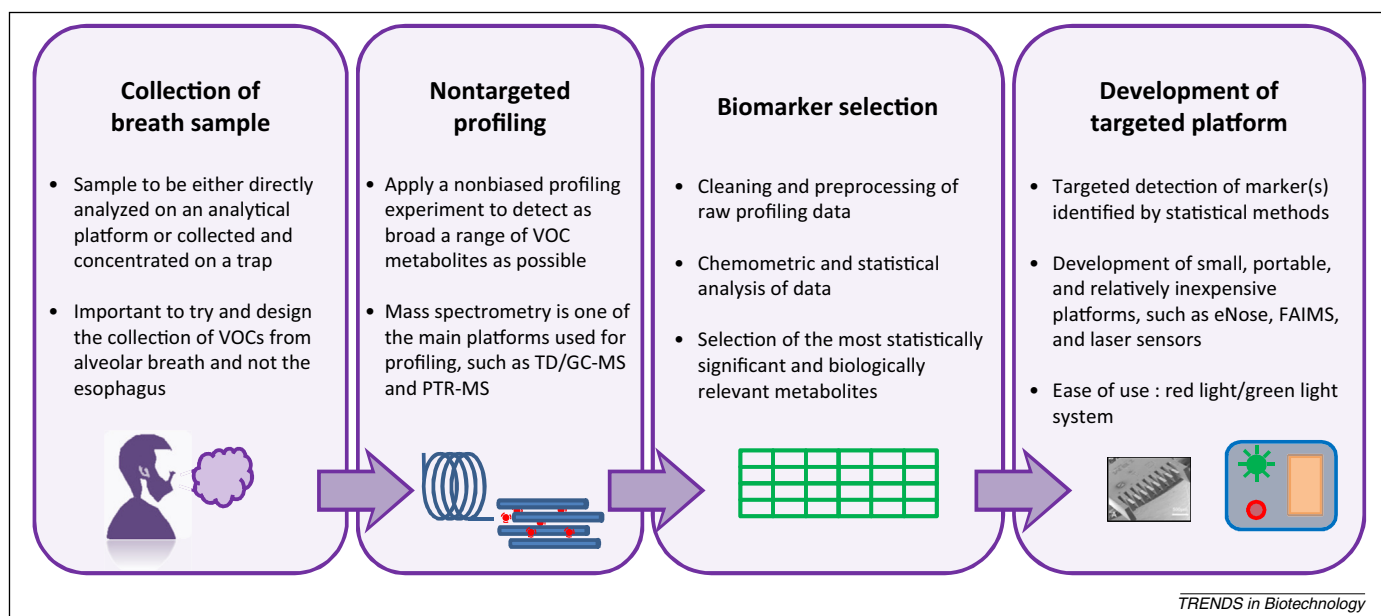 Collection of
breath sample
• Sample to be either directly
analyzed on an analytical
platform or collected and
concentrated on a trap
• Important to try and design
the collection of VOCs from
alveolar breath and not the
esophagus
Nontargeted
profiling
• Apply a nonbiased profiling
experiment to detect as
broad a range of VOC
metabolites as possible
• Mass spectrometry is one of
the main platforms used for
profiling, such as TD/GC-MS
and PTR-MS
Biomarker selection
• Cleaning and preprocessing of
raw profiling data
• Chemometric and statistical
analysis of data
• Selection of the most statistically
significant and biologically
relevant metabolites
Development of
targeted platform
• Targeted detection of marker(s)
identified by statistical methods
• Development of small, portable,
and relatively inexpensive
platforms, such as eNose, FAIMS,
and laser sensors
• Ease of use : red light/green light
system
TRENDS in Biotechnology